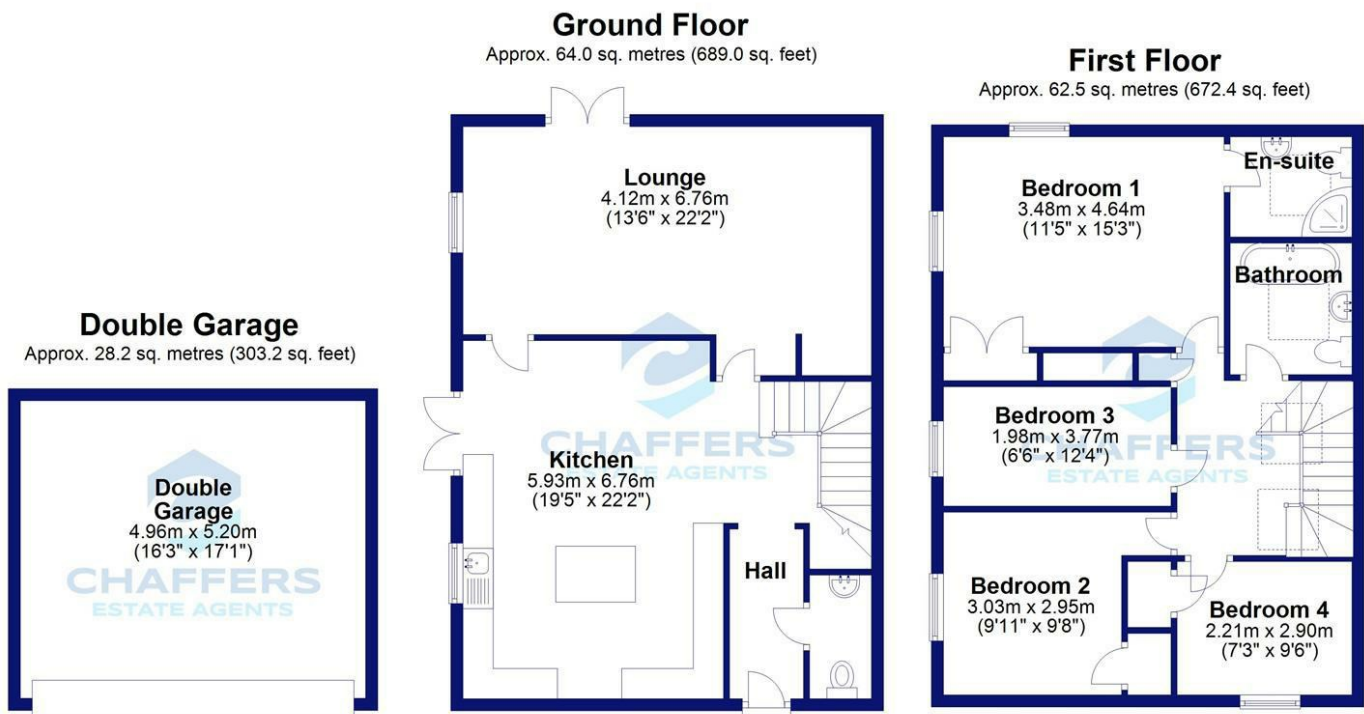 Ground Floor
Approx. 64.0 sq. metres (689.0 sq. feet)
Lounge
4.12m x 6.76m
(13'6" x 22'2")
CHAFFERS
ESTATE AGENTS
Kitchen
5.93m x 6.76m
(19'5" x 22'2")
Hall
First Floor
Approx. 62.5 sq. metres (672.4 sq. feet)
Bedroom 1
3.48m x 4.64m
(11'5" x 15'3")
En-suite
Bathroom
Bedroom 3
1.98m x 3.77m
(6'6" x 12'4")
CHAFFERS
ESTATE AGENTS
Bedroom 2
3.03m x 2.95m
(9'11" x 9'8")
Bedroom 4
2.21m x 2.90m
(7'3" x 9'6")
Double Garage
Approx. 28.2 sq. metres (303.2 sq. feet)
Double
Garage
4.96m x 5.20m
(16'3" x 17'1")
CHAFFERS
ESTATE AGENTS